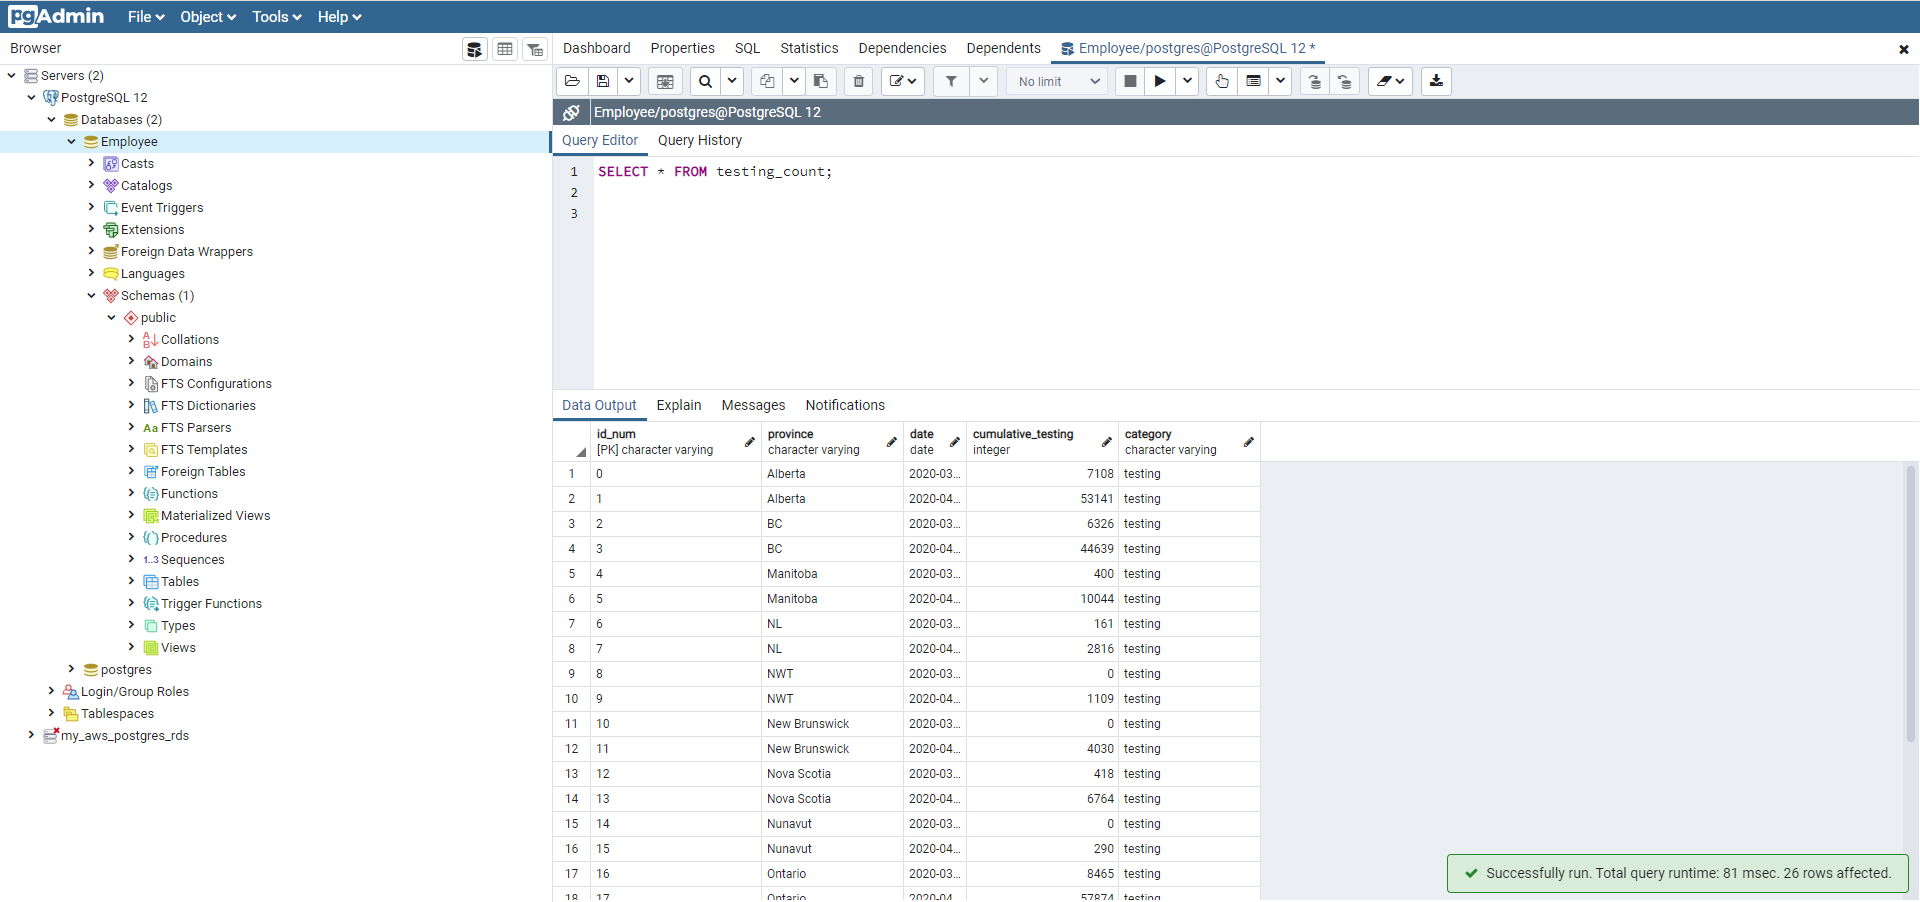 pgAdmin File Object Tools Help
Browser
Servers (2)
PostgreSQL 12
Databases (2)
Employee
Casts
Catalogs
Event Triggers
Extensions
Foreign Data Wrappers
Languages
Schemas (1)
public
Collations
Domains
FTS Configurations
FTS Dictionaries
Aa FTS Parsers
FTS Templates
Foreign Tables
Functions
Materialized Views
Procedures
1..3 Sequences
Tables
Trigger Functions
Types
Views
postgres
Login/Group Roles
Tablespaces
my_aws_postgres_rds
Dashboard Properties SQL Statistics Dependencies Dependents Employee/postgres@PostgreSQL 12 *
No limit
Employee/postgres@PostgreSQL 12
Query Editor Query History
1 SELECT * FROM testing_count;
2
3
Data Output Explain Messages Notifications
id_num province date cumulative_testing category
[PK] character varying character varying date integer character varying
1 0 Alberta 2020-03... 7108 testing
2 1 Alberta 2020-04... 53141 testing
3 2 BC 2020-03... 6326 testing
4 3 BC 2020-04... 44639 testing
5 4 Manitoba 2020-03... 400 testing
6 5 Manitoba 2020-04... 10044 testing
7 6 NL 2020-03... 161 testing
8 7 NL 2020-04... 2816 testing
9 8 NWT 2020-03... 0 testing
10 9 NWT 2020-04... 1109 testing
11 10 New Brunswick 2020-03... 0 testing
12 11 New Brunswick 2020-04... 4030 testing
13 12 Nova Scotia 2020-03... 418 testing
14 13 Nova Scotia 2020-04... 6764 testing
15 14 Nunavut 2020-03... 0 testing
16 15 Nunavut 2020-04... 290 testing
17 16 Ontario 2020-03... 8465 testing
18 17 Ontario 2020-04... 57874 testing
Successfully run. Total query runtime: 81 msec. 26 rows affected.